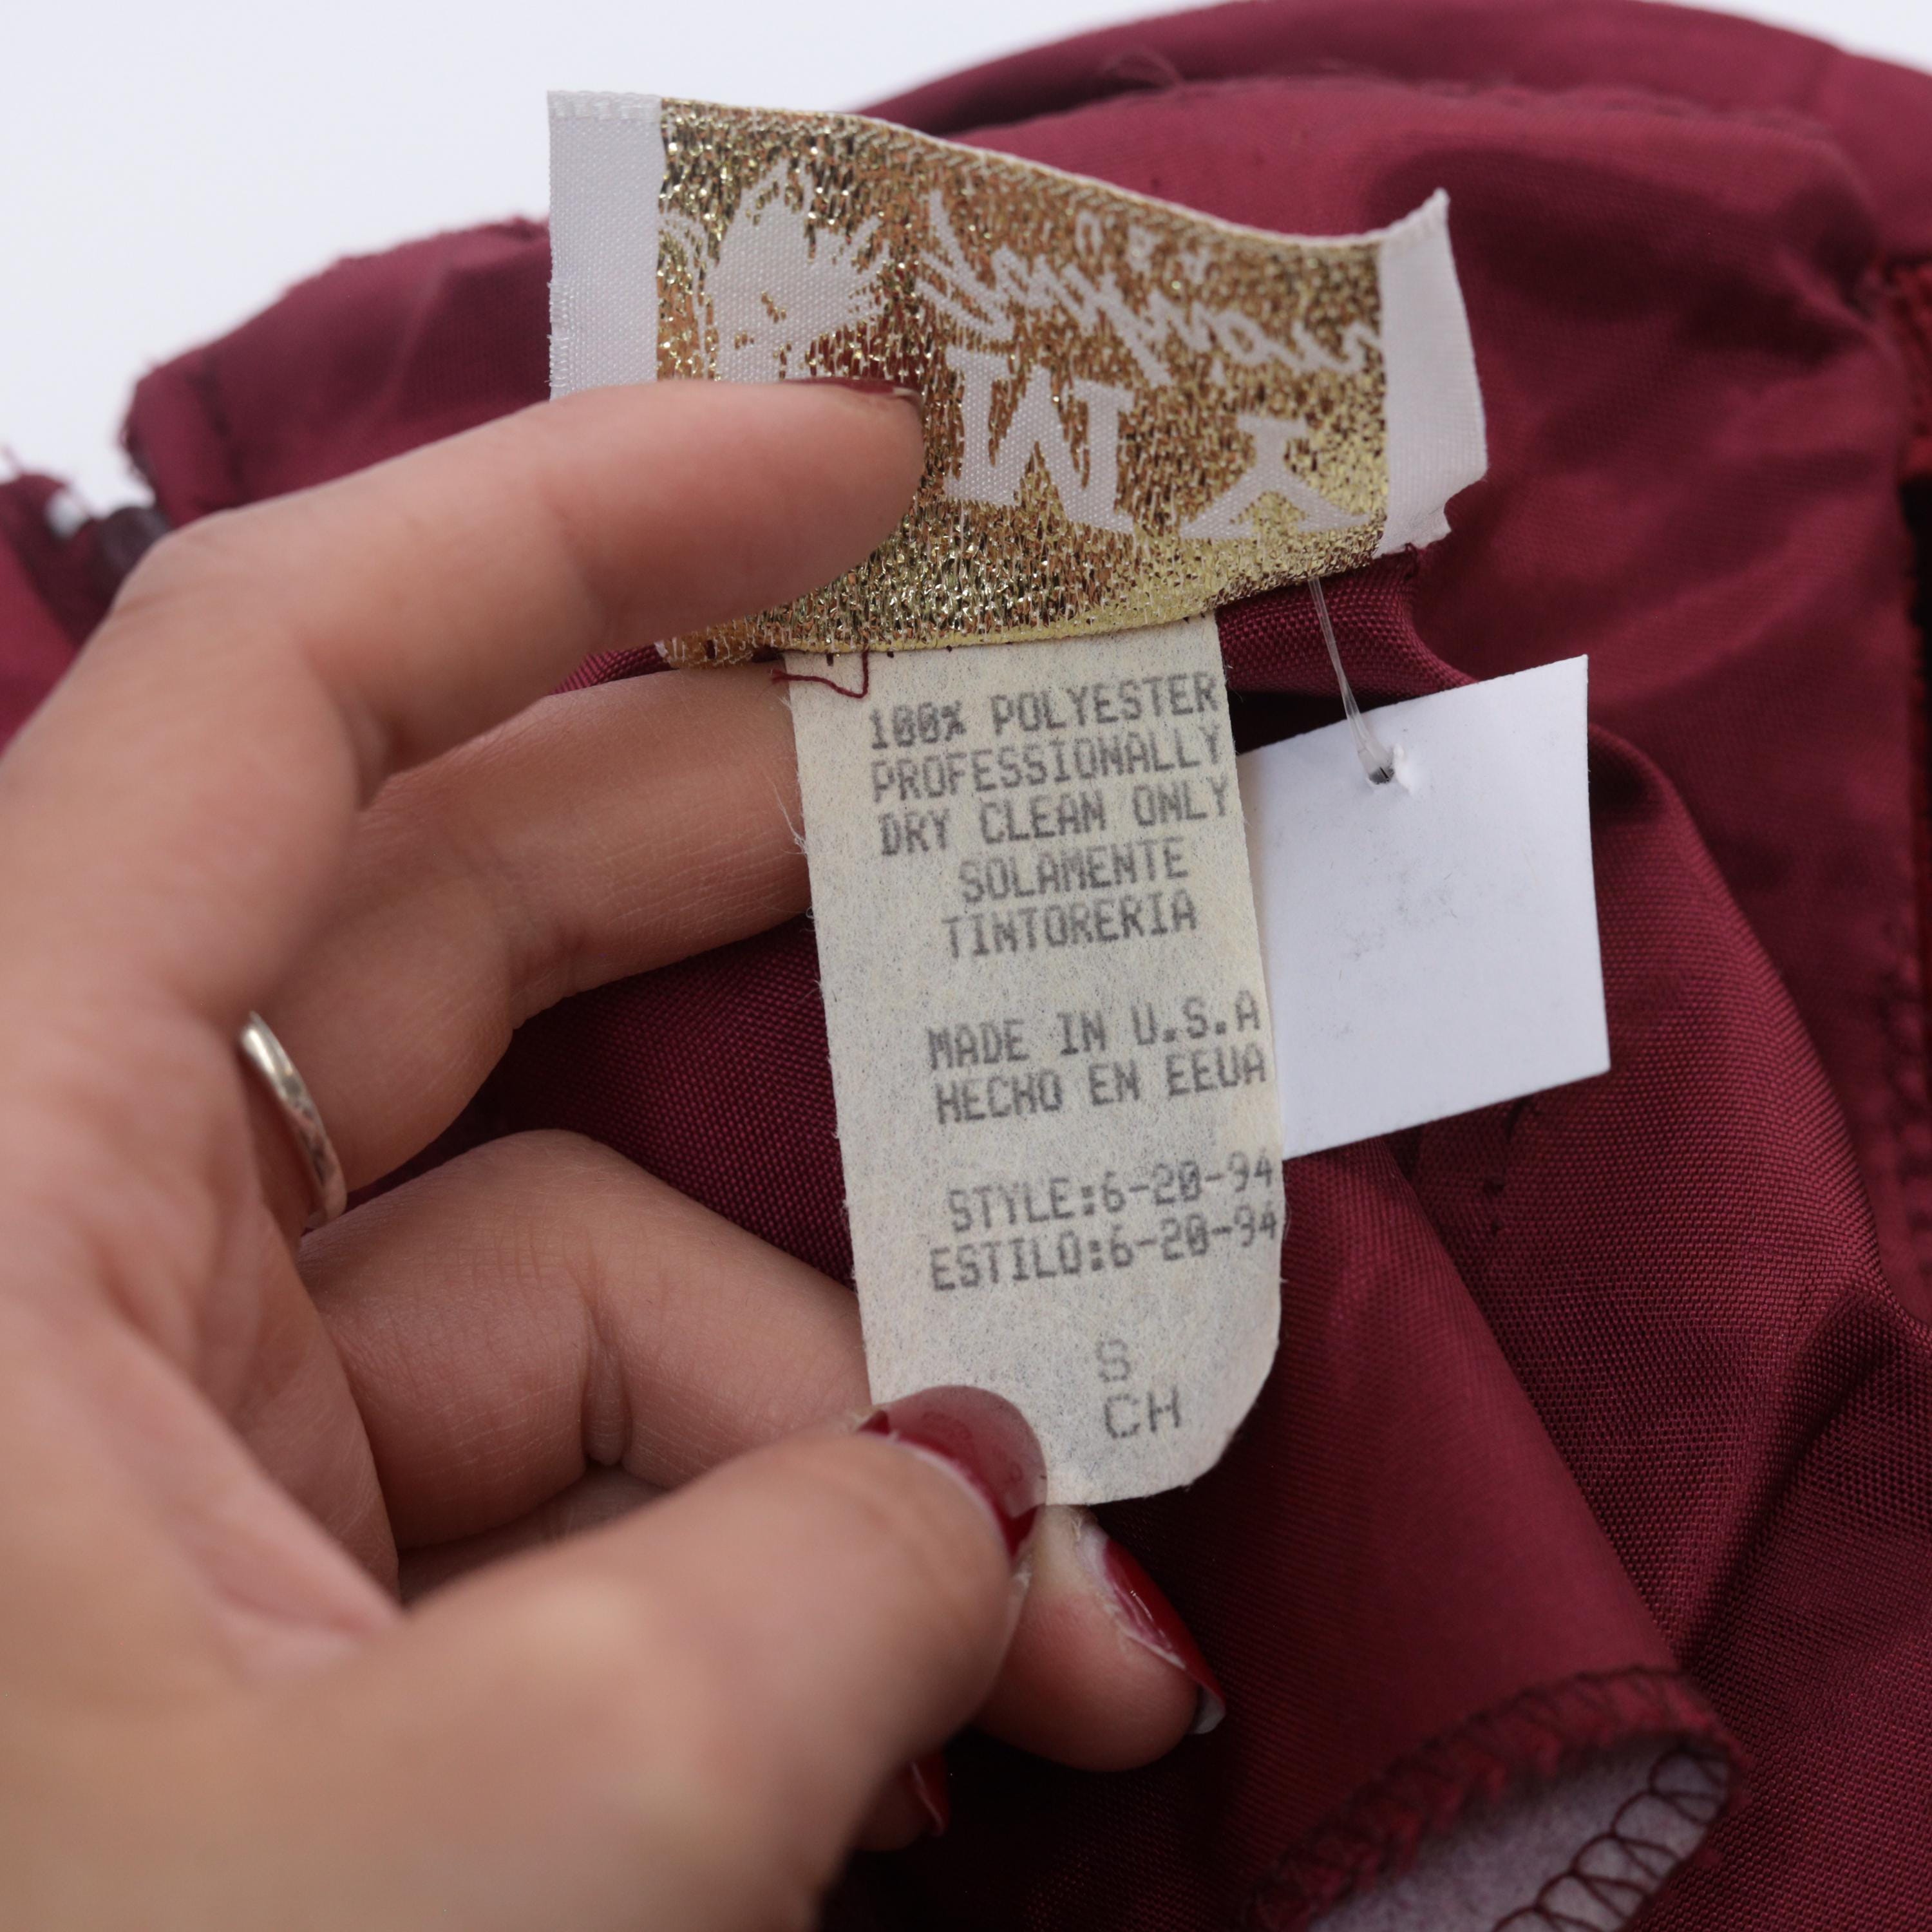 100% POLYESTER
PROFESSIONALLY
DRY CLEAN ONLY
SOLAMENTE
TINTORERIA
MADE IN U.S.A
HECHO EN EEUA
STYLE:6-20-94
ESTILO:6-20-94
S
CH